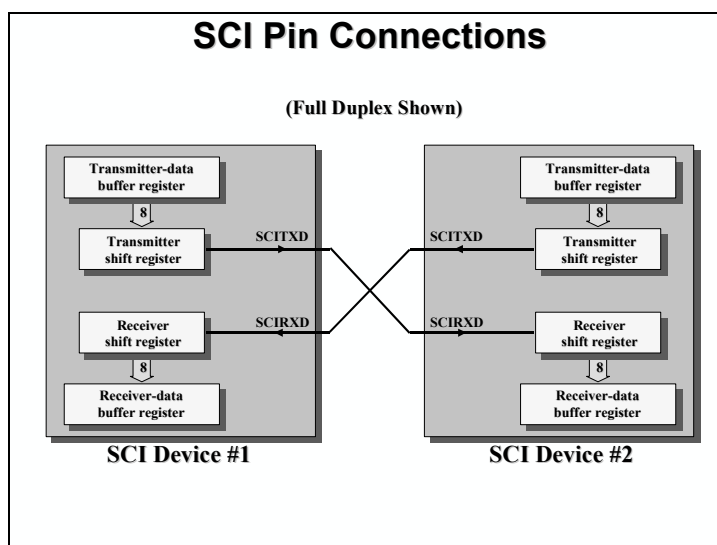 SCI Pin Connections
(Full Duplex Shown)
Transmitter-data
buffer register
8
Transmitter
shift register
SCITXD
Receiver
shift register
SCIRXD
8
Receiver-data
buffer register
SCI Device #1
Transmitter-data
buffer register
8
SCITXD
Transmitter
shift register
SCIRXD
Receiver
shift register
8
Receiver-data
buffer register
SCI Device #2